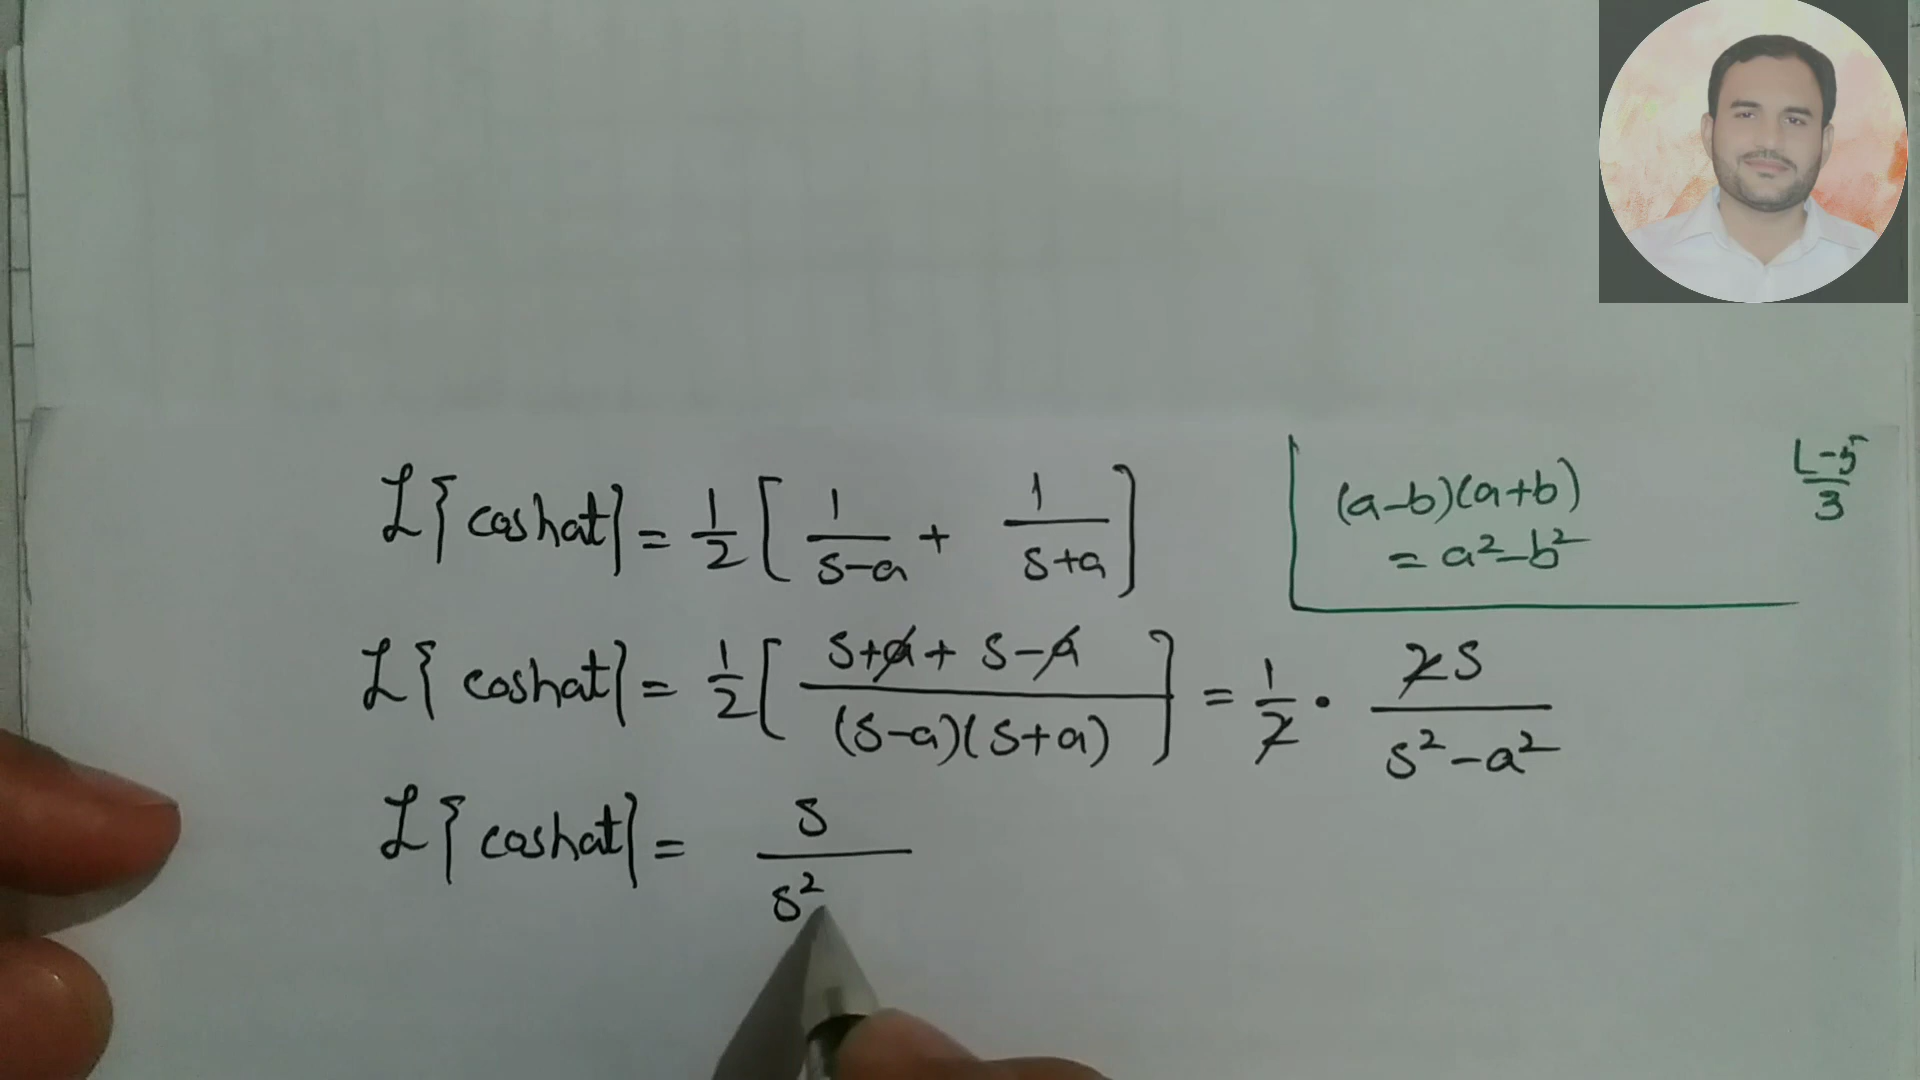 ℒ{coshat} = 1/2 [ 1/(s-a) + 1/(s+a) ]
(a-b)(a+b)
= a²-b²
L-5/3
ℒ{coshat} = 1/2 [ (s+a + s-a)/((s-a)(s+a)) ] = 1/2 · 2s/(s²-a²)
ℒ{coshat} = s/s²